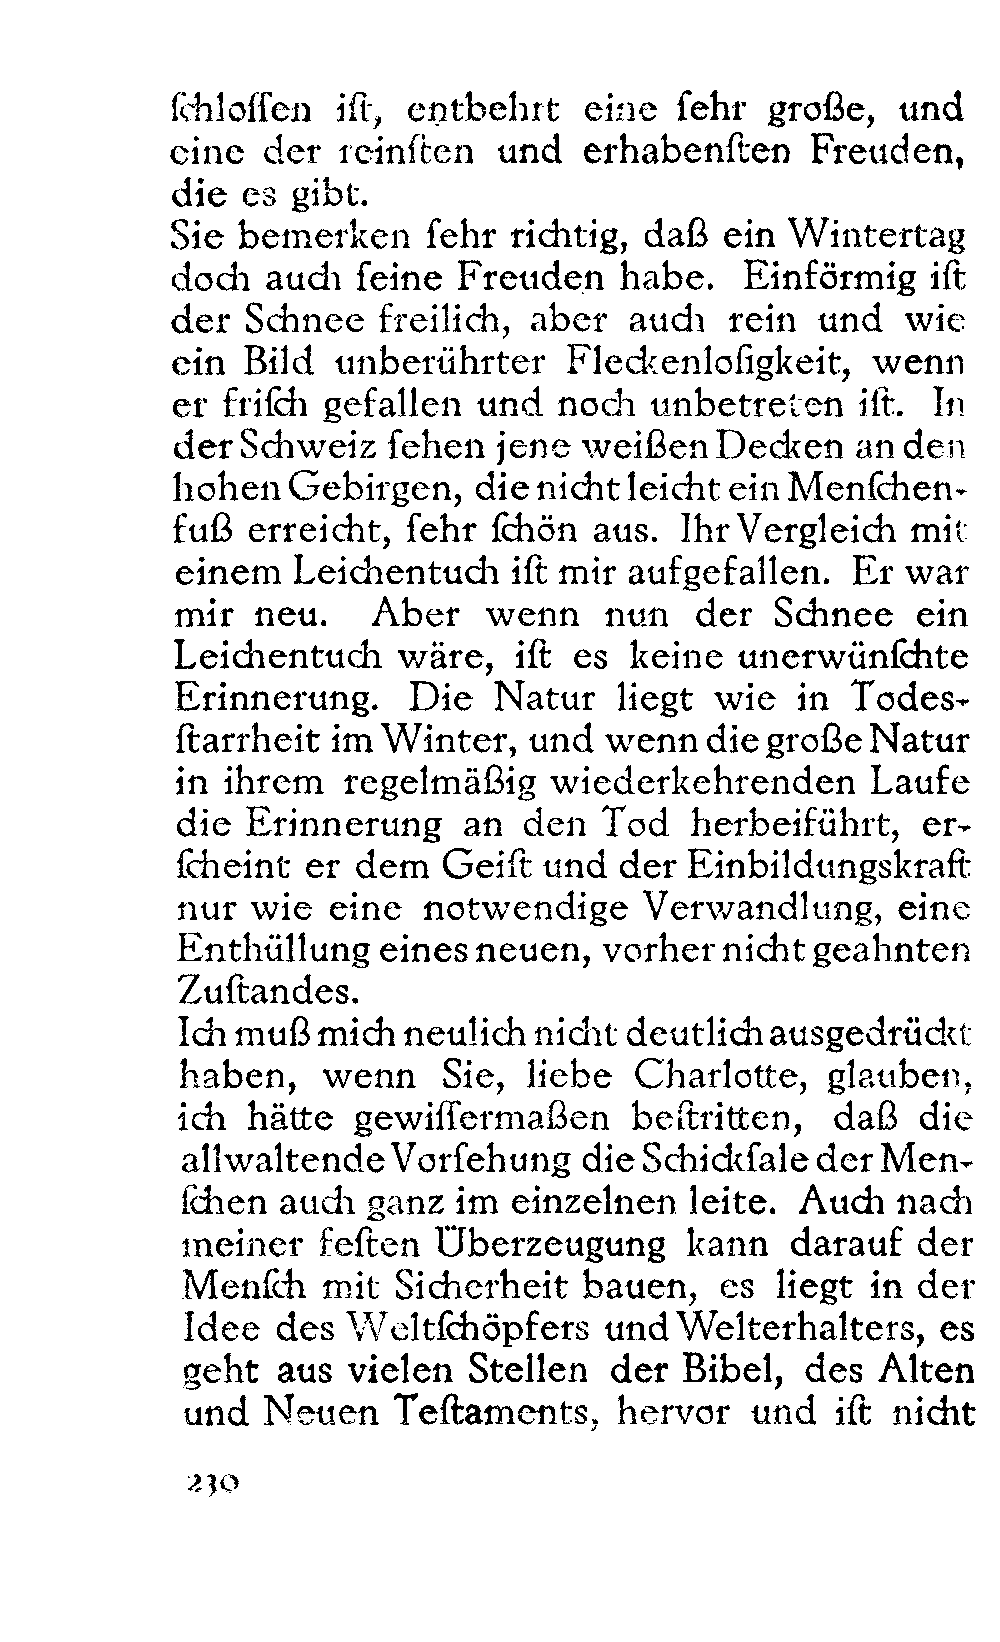 ſchloſſen iſt, entbehrt eine ſehr große, und
eine der reinſten und erhabenſten Freuden,
die es gibt.
Sie bemerken ſehr richtig, daß ein Wintertag
doch auch ſeine Freuden habe. Einförmig iſt
der Schnee freilich, aber auch rein und wie
ein Bild unberührter Fleckenloſigkeit, wenn
er friſch gefallen und noch unbetreten iſt. In
der Schweiz ſehen jene weißen Decken an den
hohen Gebirgen, die nicht leicht ein Menſchen-
fuß erreicht, ſehr ſchön aus. Ihr Vergleich mit
einem Leichentuch iſt mir aufgefallen. Er war
mir neu. Aber wenn nun der Schnee ein
Leichentuch wäre, iſt es keine unerwünſchte
Erinnerung. Die Natur liegt wie in Todes-
ſtarrheit im Winter, und wenn die große Natur
in ihrem regelmäßig wiederkehrenden Laufe
die Erinnerung an den Tod herbeiführt, er-
ſcheint er dem Geiſt und der Einbildungskraft
nur wie eine notwendige Verwandlung, eine
Enthüllung eines neuen, vorher nicht geahnten
Zuſtandes.
Ich muß mich neulich nicht deutlich ausgedrückt
haben, wenn Sie, liebe Charlotte, glauben,
ich hätte gewiſſermaßen beſtritten, daß die
allwaltende Vorſehung die Schickſale der Men-
ſchen auch ganz im einzelnen leite. Auch nach
meiner feſten Überzeugung kann darauf der
Menſch mit Sicherheit bauen, es liegt in der
Idee des Weltſchöpfers und Welterhalters, es
geht aus vielen Stellen der Bibel, des Alten
und Neuen Teſtaments, hervor und iſt nicht
230